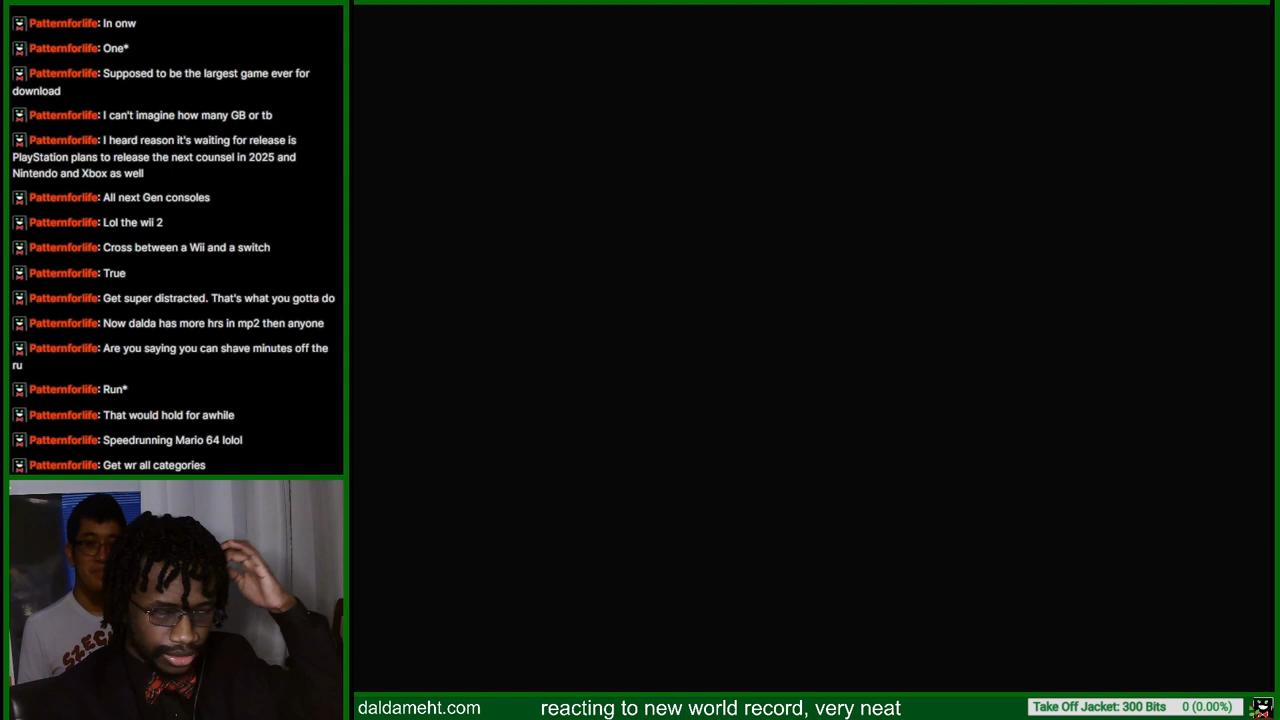 Patternforlife: In onw
Patternforlife: One*
Patternforlife: Supposed to be the largest game ever for
download
Patternforlife: I can't imagine how many GB or tb
Patternforlife: I heard reason it's waiting for release is
PlayStation plans to release the next counsel in 2025 and
Nintendo and Xbox as well
Patternforlife: All next Gen consoles
Patternforlife: Lol the wii 2
Patternforlife: Cross between a Wii and a switch
Patternforlife: True
Patternforlife: Get super distracted. That's what you gotta do
Patternforlife: Now dalda has more hrs in mp2 then anyone
Patternforlife: Are you saying you can shave minutes off the
ru
Patternforlife: Run*
Patternforlife: That would hold for awhile
Patternforlife: Speedrunning Mario 64 lolol
Patternforlife: Get wr all categories
daldameht.com
reacting to new world record, very neat
Take Off Jacket: 300 Bits 0 (0.00%)